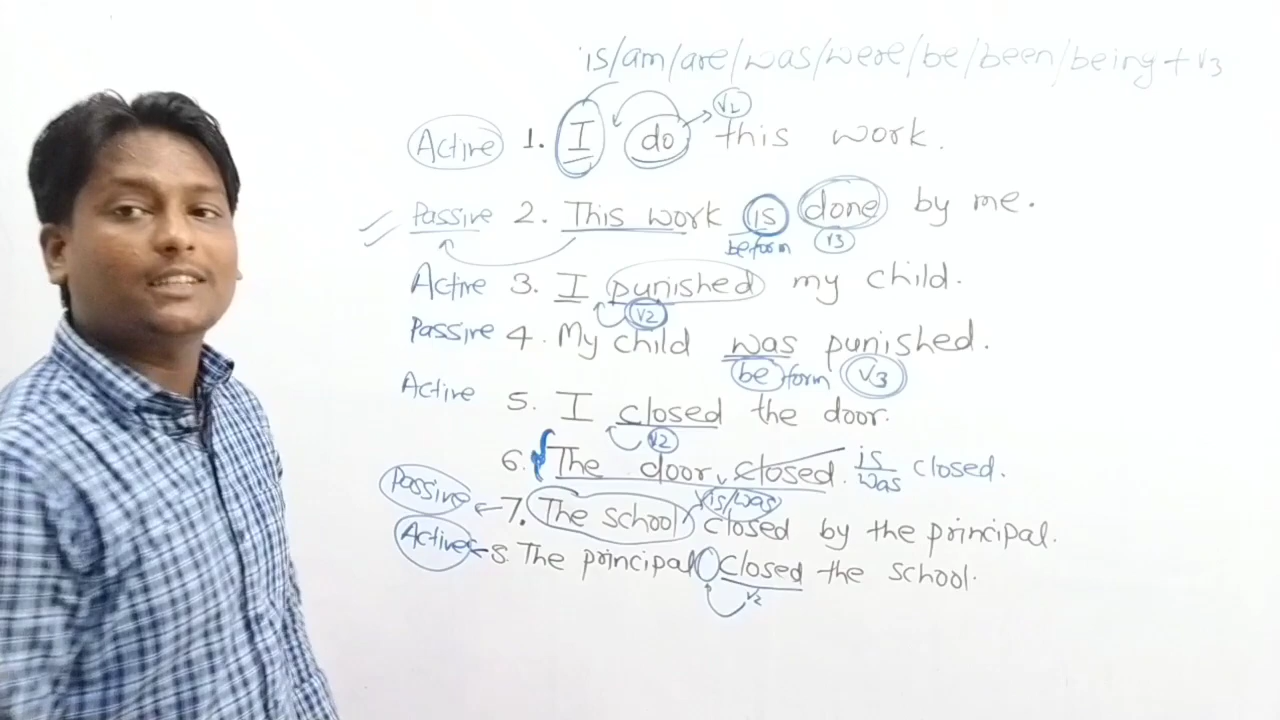 is/am/are/was/were/be/been/being+V3
V1
Active 1. I do this work.
Passive 2. This work is done by me.
be form V3
Active 3. I punished my child.
V2
Passive 4. My child was punished.
be form V3
Active 5. I closed the door.
V2
6. The door closed. is/was closed.
is/was
Passive 7. The school closed by the principal.
Active 8. The principal closed the school.
V2